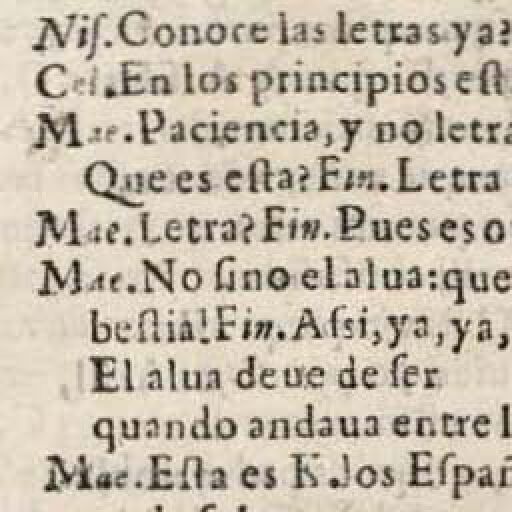 Niſ. Conoce las letras ya?
Cel. En los principios eſt
Mae. Paciencia, y no letra
Que es eſta? Fin. Letra
Mae. Letra? Fin. Pues es o
Mae. No ſino el alua: que
beſtia! Fin. Aſsi, ya, ya,
El alua deue de ſer
quando andaua entre l
Mae. Eſta es K. los Eſpañ